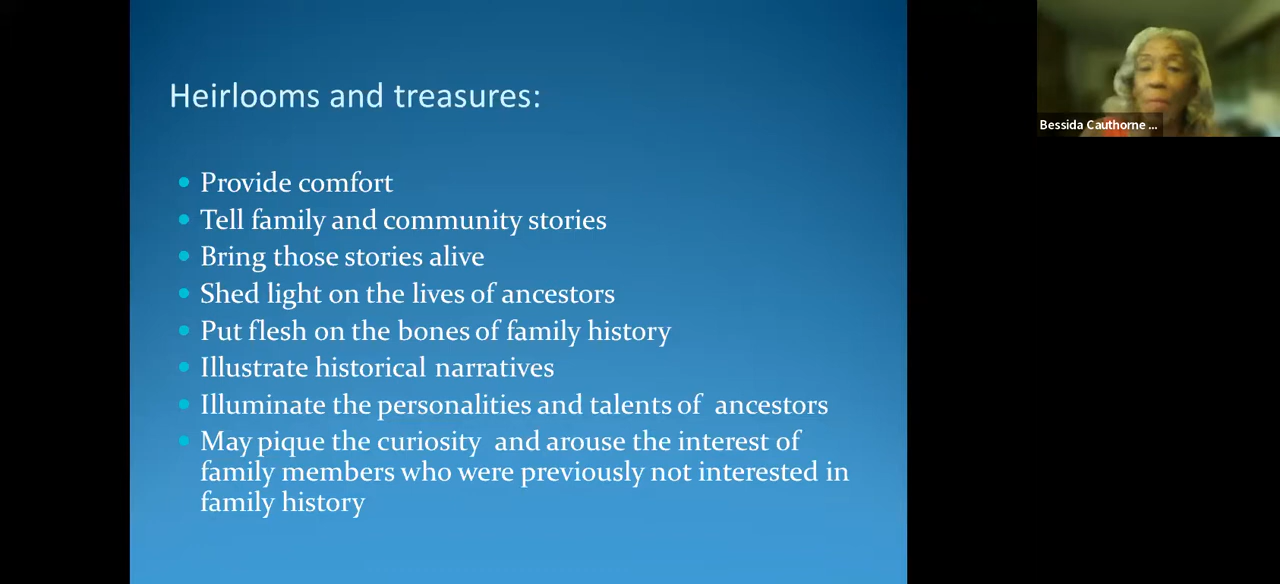 Heirlooms and treasures:
Provide comfort
Tell family and community stories
Bring those stories alive
Shed light on the lives of ancestors
Put flesh on the bones of family history
Illustrate historical narratives
Illuminate the personalities and talents of ancestors
May pique the curiosity and arouse the interest of
family members who were previously not interested in
family history
Bessida Cauthorne ...